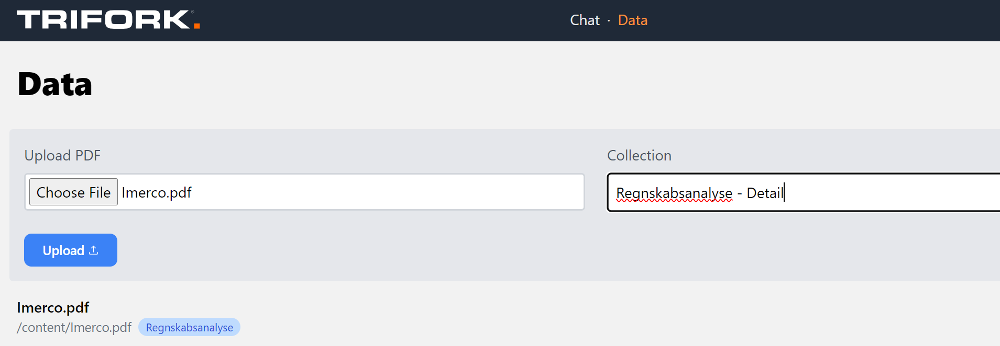 TRIFORK.®
Chat · Data
Data
Upload PDF
Collection
Choose File Imerco.pdf
Regnskabsanalyse - Detail
Upload
Imerco.pdf
/content/Imerco.pdf Regnskabsanalyse